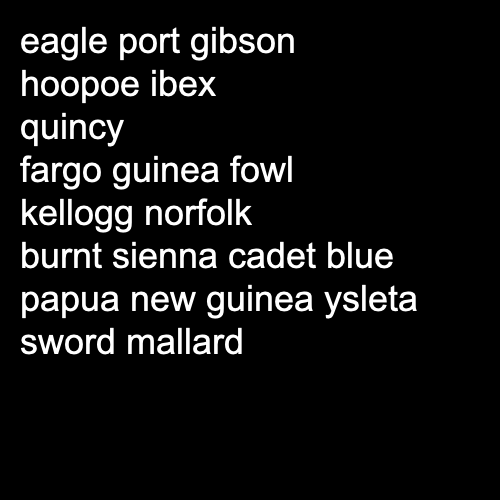 eagle port gibson
hoopoe ibex
quincy
fargo guinea fowl
kellogg norfolk
burnt sienna cadet blue
papua new guinea ysleta
sword mallard